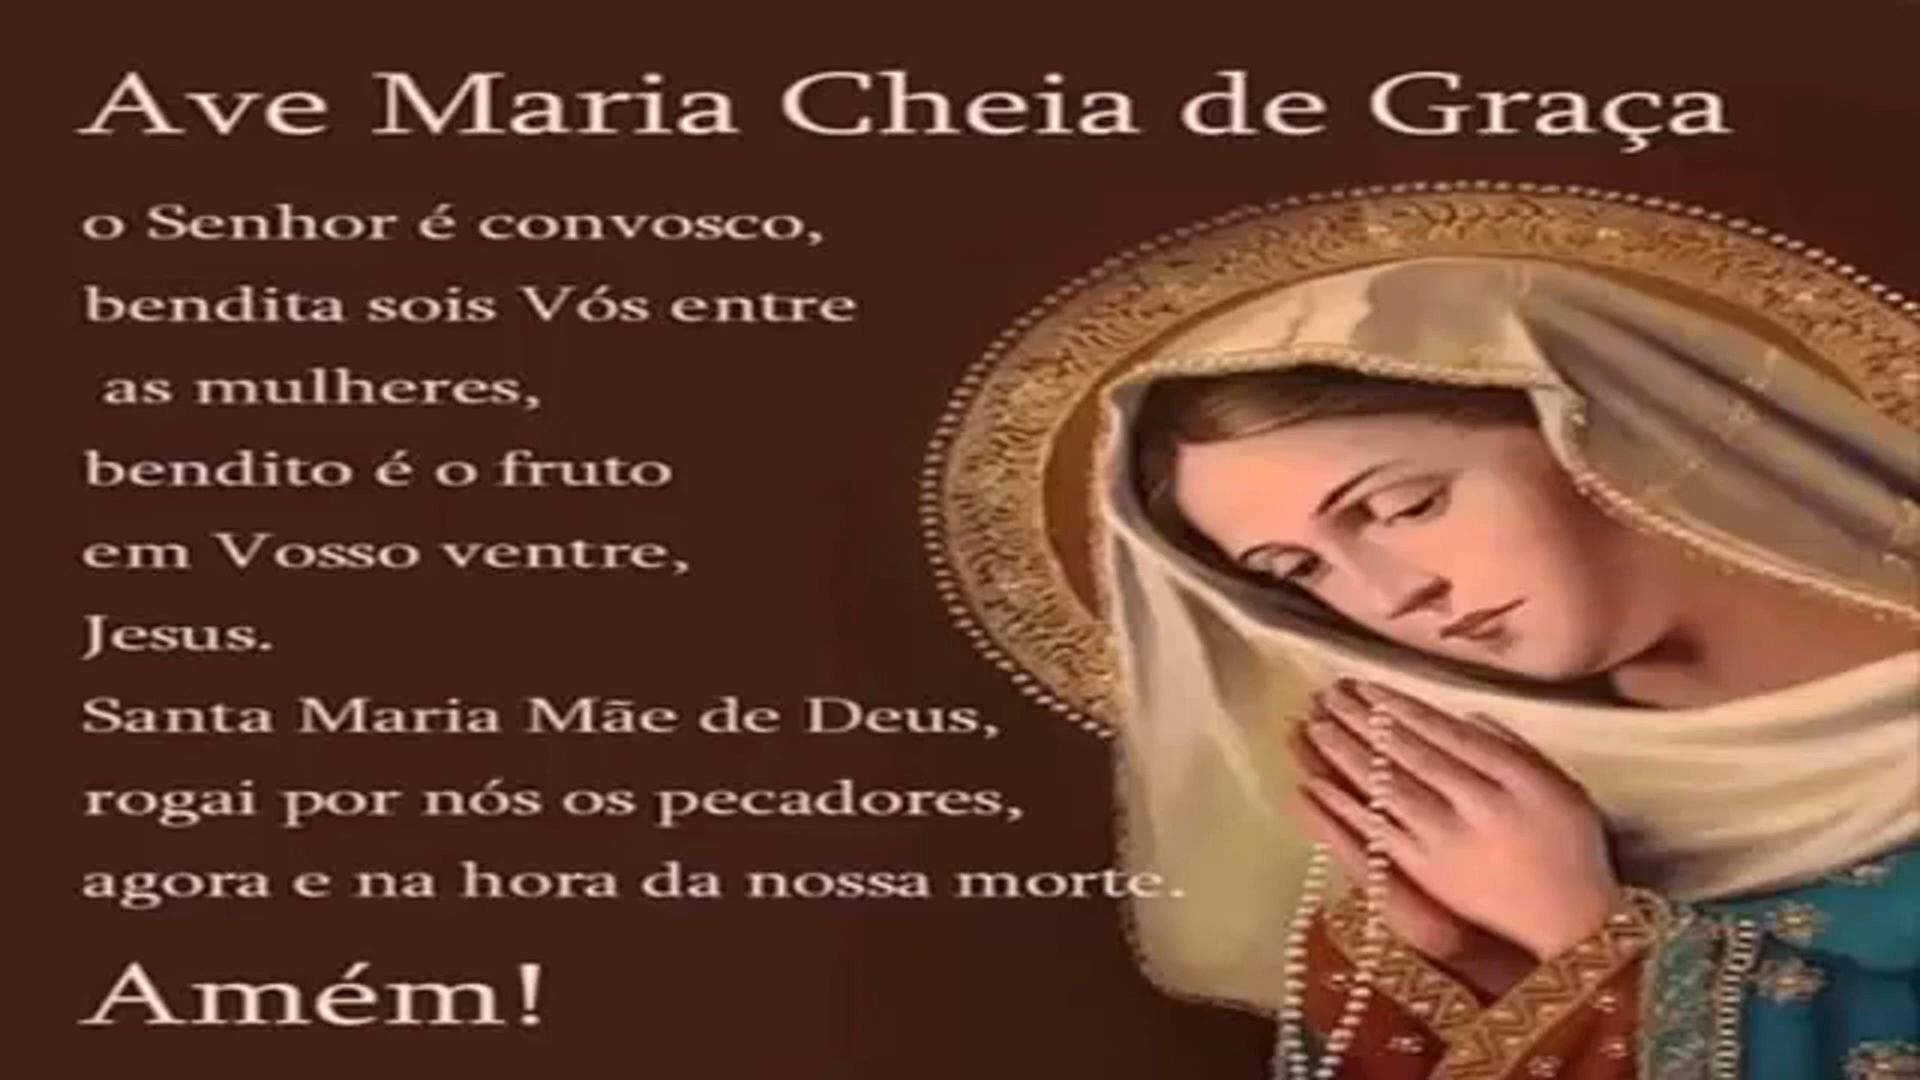 Ave Maria Cheia de Graça
o Senhor é convosco,
bendita sois Vós entre
as mulheres,
bendito é o fruto
em Vosso ventre,
Jesus.
Santa Maria Mãe de Deus,
rogai por nós os pecadores,
agora e na hora da nossa morte.
Amém!